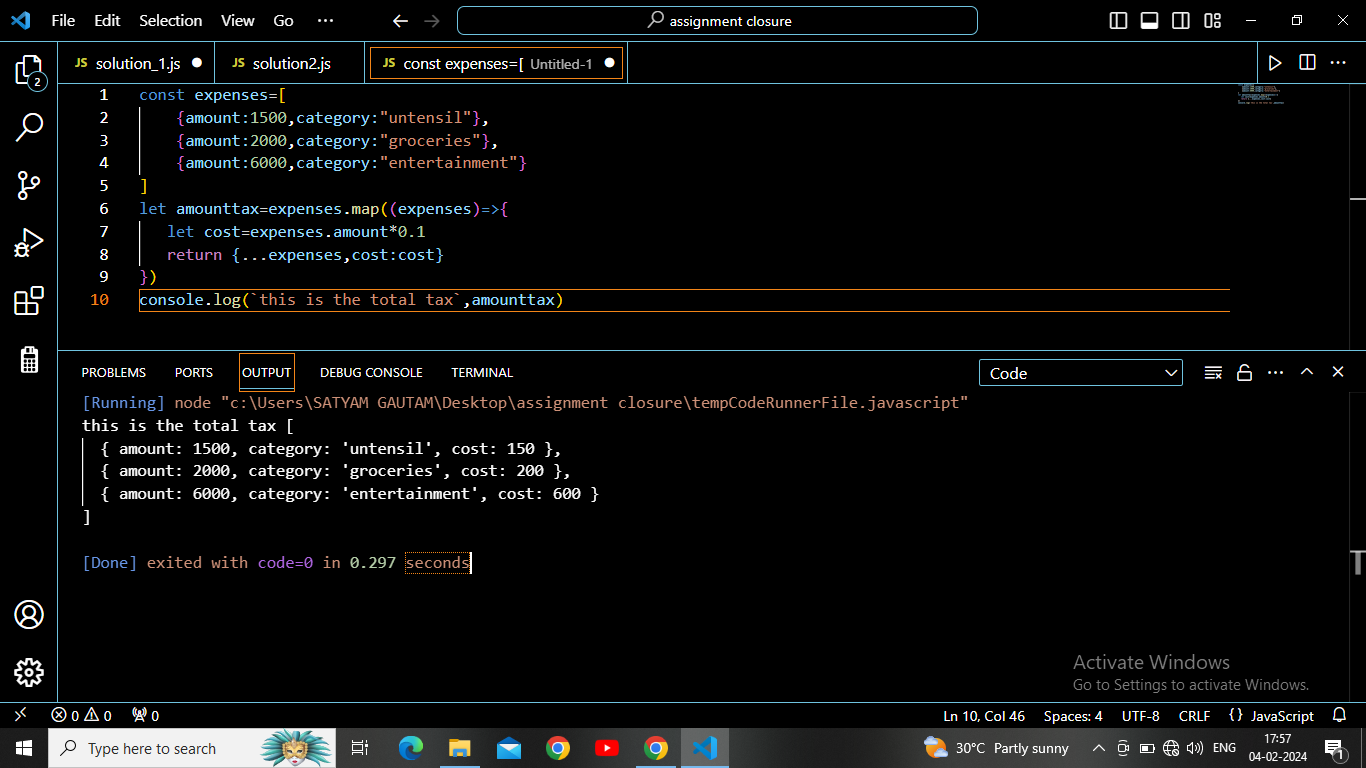 File Edit Selection View Go ··· assignment closure
JS solution_1.js JS solution2.js JS const expenses=[ Untitled-1
1 const expenses=[
2 {amount:1500,category:"untensil"},
3 {amount:2000,category:"groceries"},
4 {amount:6000,category:"entertainment"}
5 ]
6 let amounttax=expenses.map((expenses)=>{
7 let cost=expenses.amount*0.1
8 return {...expenses,cost:cost}
9 })
10 console.log(`this is the total tax`,amounttax)
PROBLEMS PORTS OUTPUT DEBUG CONSOLE TERMINAL Code
[Running] node "c:\Users\SATYAM GAUTAM\Desktop\assignment closure\tempCodeRunnerFile.javascript"
this is the total tax [
{ amount: 1500, category: 'untensil', cost: 150 },
{ amount: 2000, category: 'groceries', cost: 200 },
{ amount: 6000, category: 'entertainment', cost: 600 }
]
[Done] exited with code=0 in 0.297 seconds
2
Activate Windows
Go to Settings to activate Windows.
0 0 0 Ln 10, Col 46 Spaces: 4 UTF-8 CRLF {} JavaScript
Type here to search 30°C Partly sunny ENG 17:57
04-02-2024 1